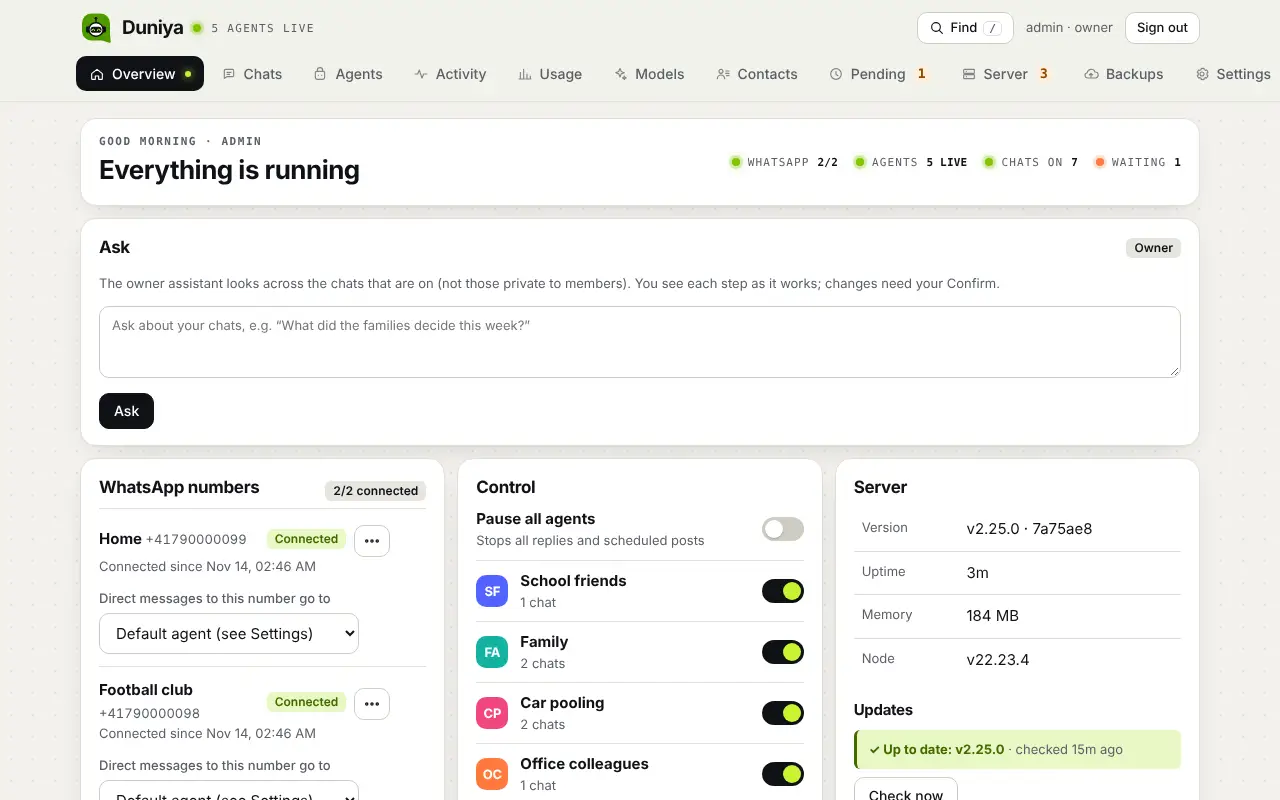 Duniya
5 AGENTS LIVE
Find /
admin · owner
Sign out
Overview
Chats
Agents
Activity
Usage
Models
Contacts
Pending 1
Server 3
Backups
Settings
GOOD MORNING · ADMIN
Everything is running
WHATSAPP 2/2
AGENTS 5 LIVE
CHATS ON 7
WAITING 1
Ask
Owner
The owner assistant looks across the chats that are on (not those private to members). You see each step as it works; changes need your Confirm.
Ask about your chats, e.g. “What did the families decide this week?”
Ask
WhatsApp numbers
2/2 connected
Home +41790000099
Connected
Connected since Nov 14, 02:46 AM
Direct messages to this number go to
Default agent (see Settings)
Football club
+41790000098
Connected
Connected since Nov 14, 02:46 AM
Direct messages to this number go to
Default agent (see Settings)
Control
Pause all agents
Stops all replies and scheduled posts
SF
School friends
1 chat
FA
Family
2 chats
CP
Car pooling
2 chats
OC
Office colleagues
1 chat
Server
Version v2.25.0 · 7a75ae8
Uptime 3m
Memory 184 MB
Node v22.23.4
Updates
✓ Up to date: v2.25.0 · checked 15m ago
Check now